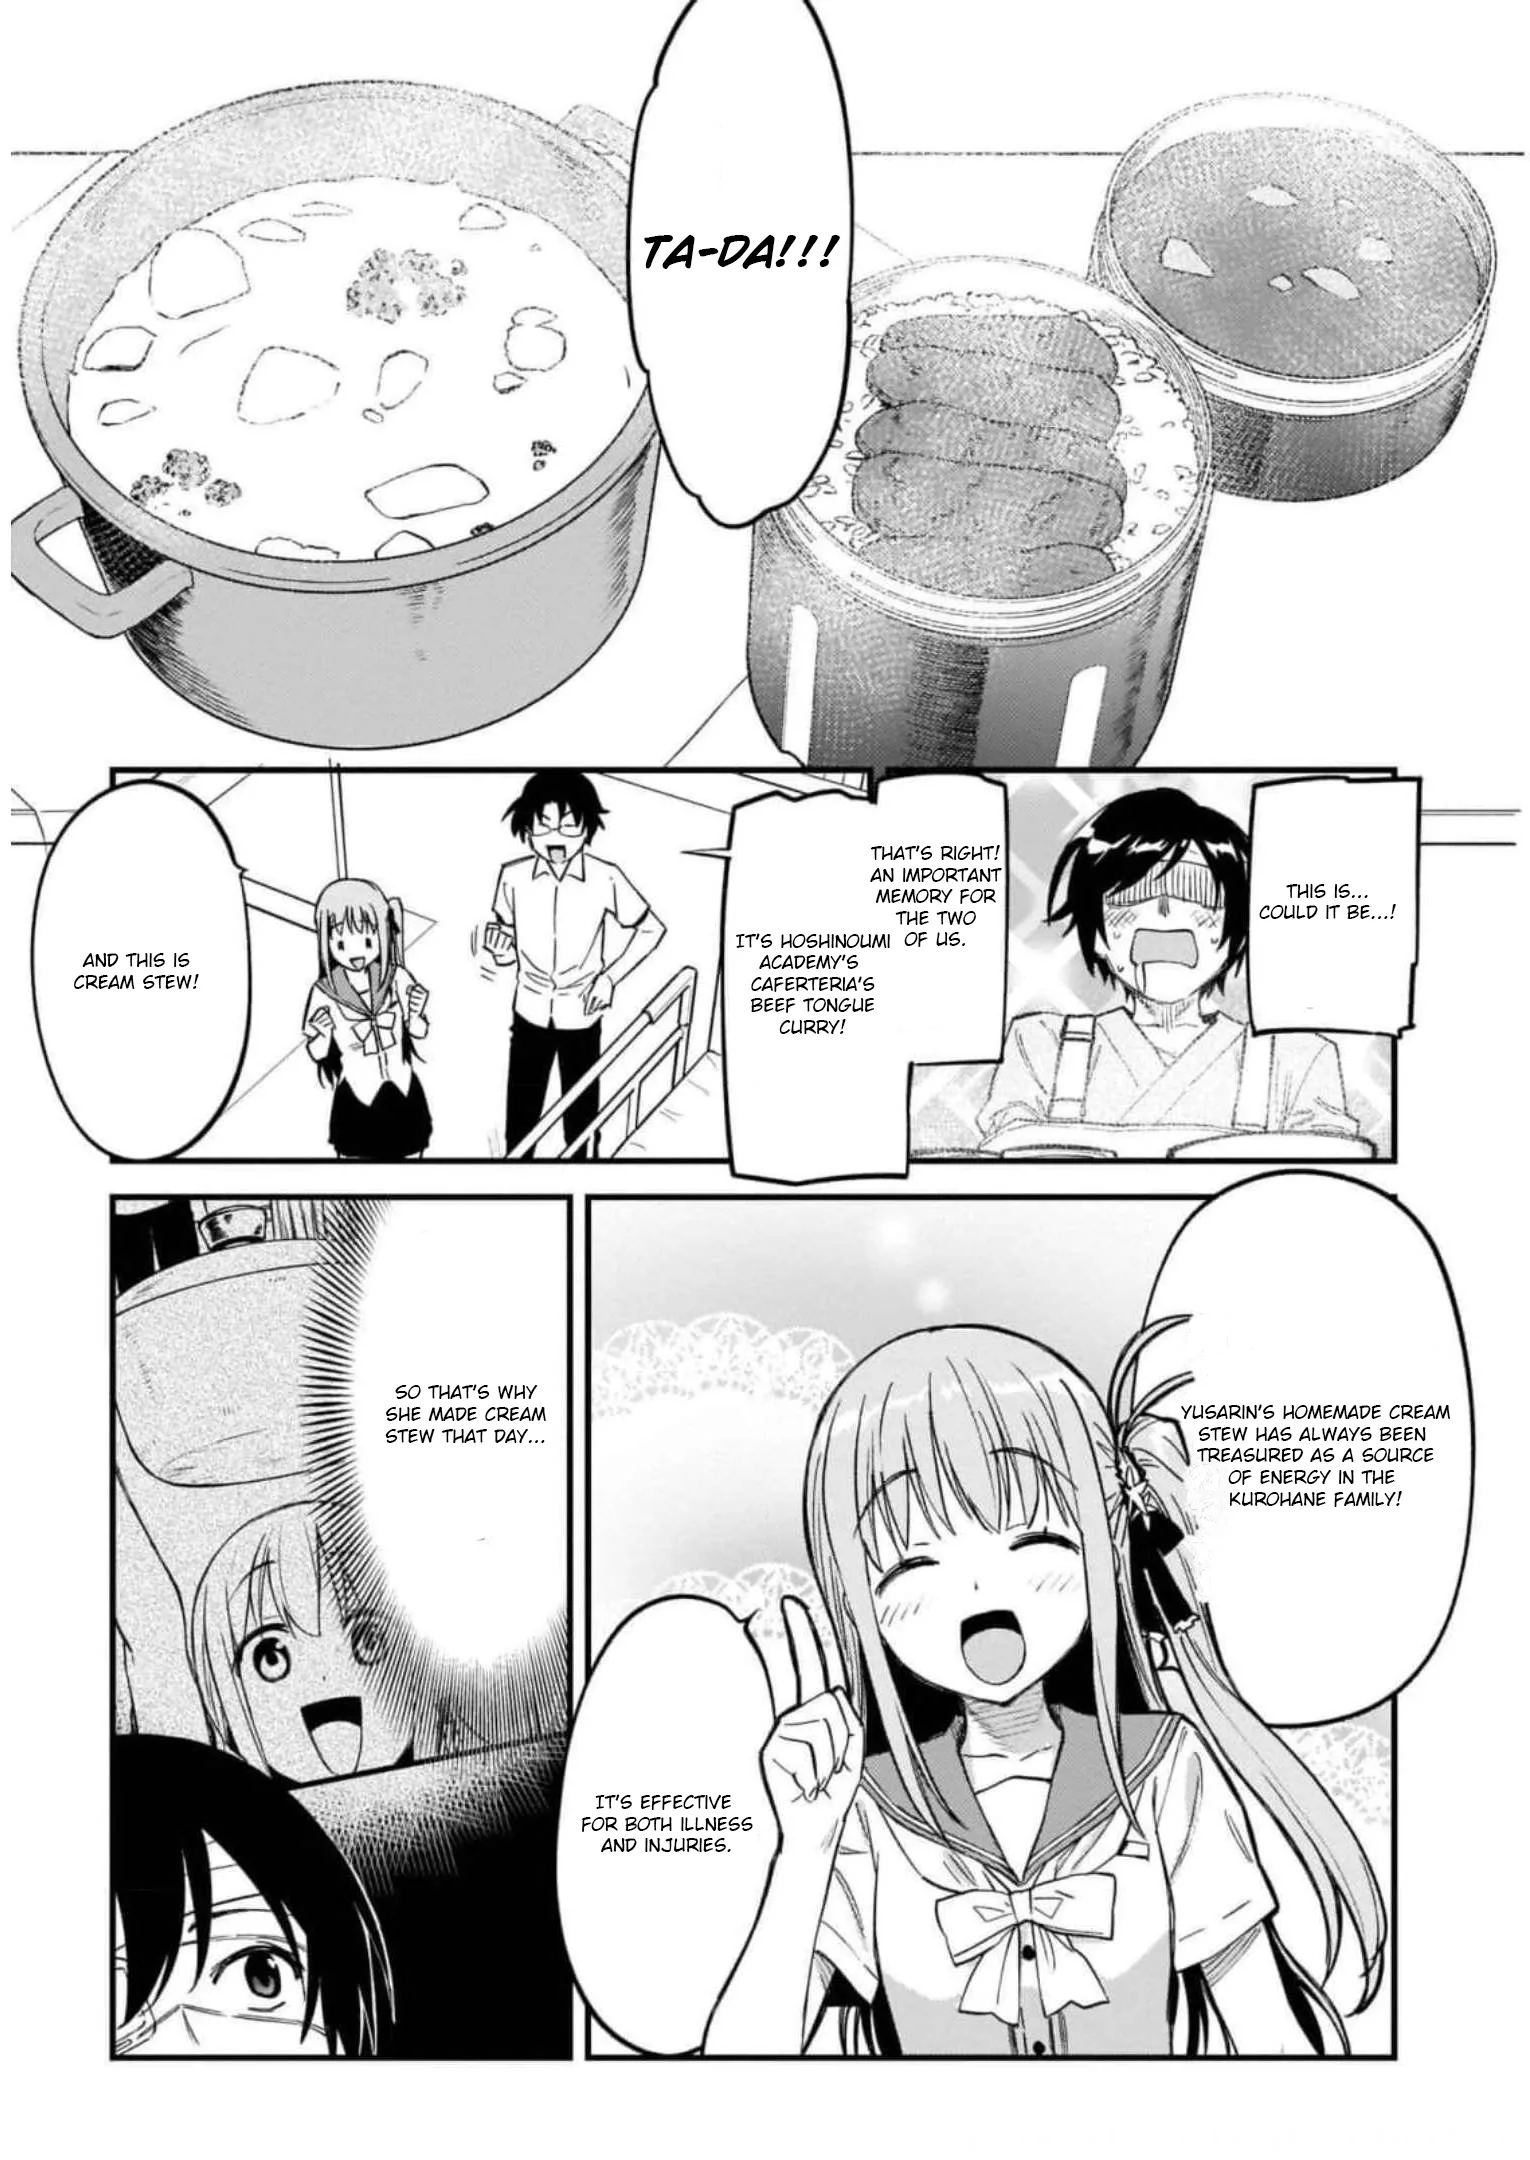 TA-DA!!!
THIS IS...
COULD IT BE...!
THAT'S RIGHT!
AN IMPORTANT
MEMORY FOR
THE TWO
OF US.
IT'S HOSHINOUMI
ACADEMY'S
CAFERTERIA'S
BEEF TONGUE
CURRY!
AND THIS IS
CREAM STEW!
YUSARIN'S HOMEMADE CREAM
STEW HAS ALWAYS BEEN
TREASURED AS A SOURCE
OF ENERGY IN THE
KUROHANE FAMILY!
IT'S EFFECTIVE
FOR BOTH ILLNESS
AND INJURIES.
SO THAT'S WHY
SHE MADE CREAM
STEW THAT DAY...